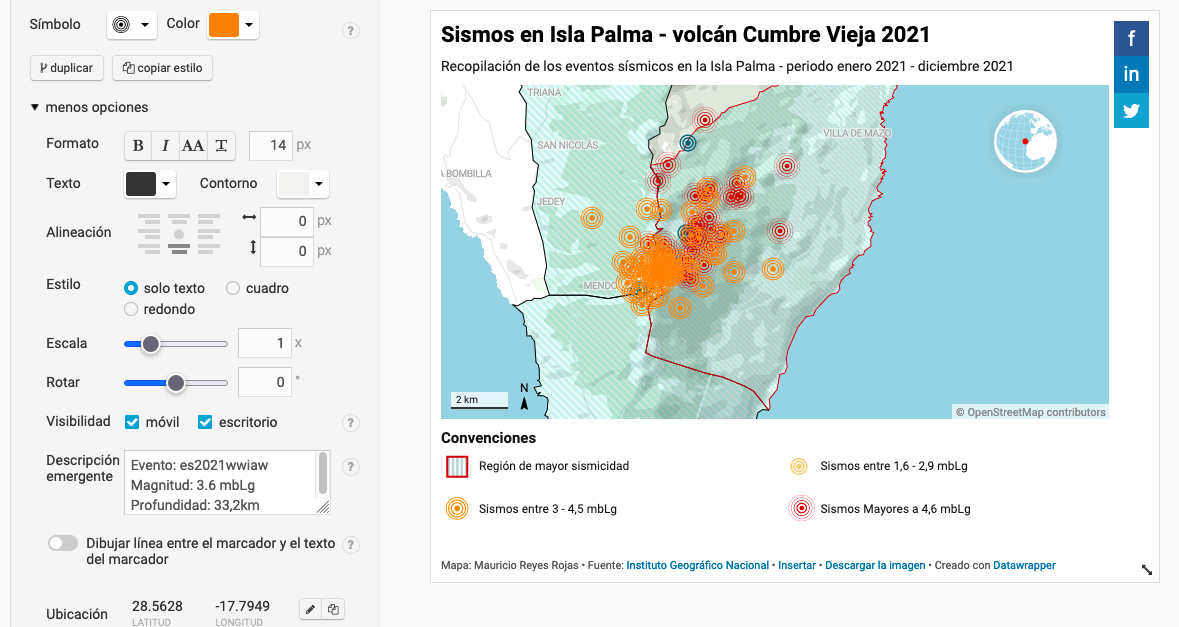 Símbolo
Color
?
duplicar
copiar estilo
menos opciones
Formato
B I AA T
14 px
Texto
Contorno
Alineación
0 px
0 px
Estilo
solo texto
cuadro
redondo
Escala
1 x
Rotar
0 °
Visibilidad
móvil
escritorio
?
Descripción
emergente
Evento: es2021wwiaw
Magnitud: 3.6 mbLg
Profundidad: 33,2km
?
Dibujar línea entre el marcador y el texto
del marcador
?
Ubicación
28.5628
-17.7949
LATITUD
LONGITUD
Sismos en Isla Palma - volcán Cumbre Vieja 2021
Recopilación de los eventos sísmicos en la Isla Palma - periodo enero 2021 - diciembre 2021
f
in
TRIANA
SAN NICOLÁS
VILLA DE MAZO
A BOMBILLA
JEDEY
MENDO
2 km
N
© OpenStreetMap contributors
Convenciones
Región de mayor sismicidad
Sismos entre 1,6 - 2,9 mbLg
Sismos entre 3 - 4,5 mbLg
Sismos Mayores a 4,6 mbLg
Mapa: Mauricio Reyes Rojas • Fuente: Instituto Geográfico Nacional • Insertar • Descargar la imagen • Creado con Datawrapper